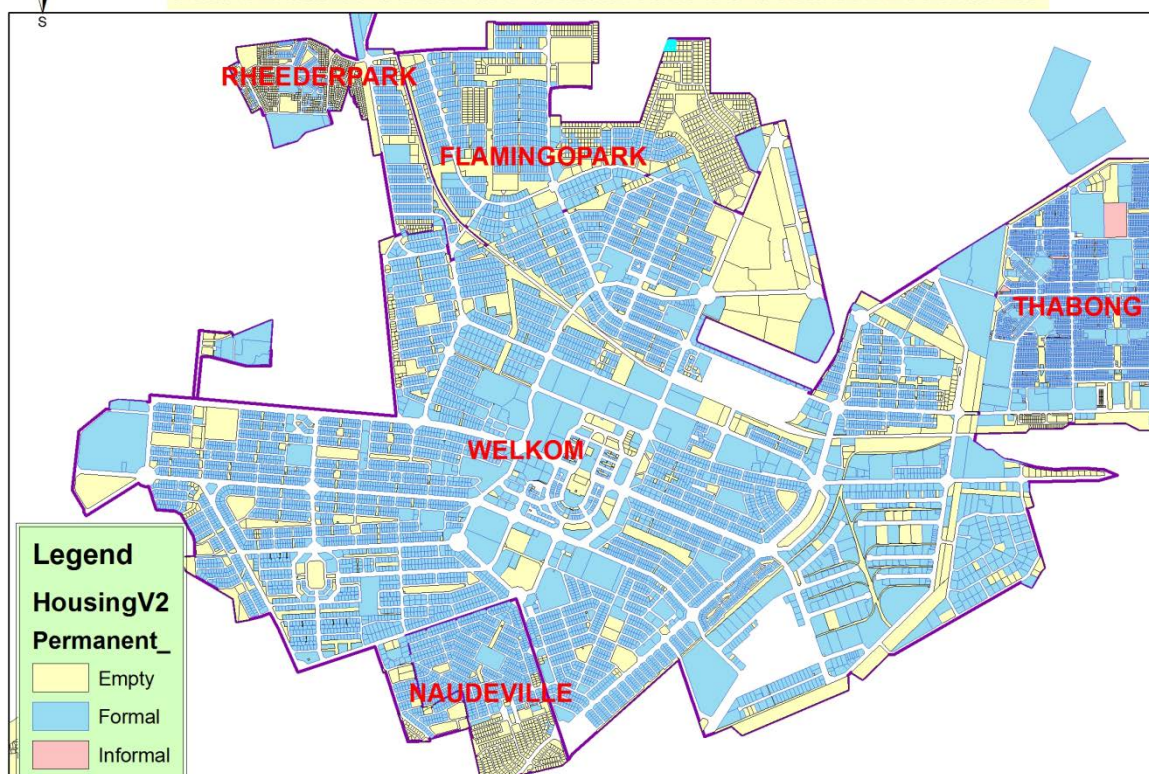 S
RHEEDERPARK
FLAMINGOPARK
THABONG
WELKOM
NAUDEVILLE
Legend
HousingV2
Permanent_
Empty
Formal
Informal